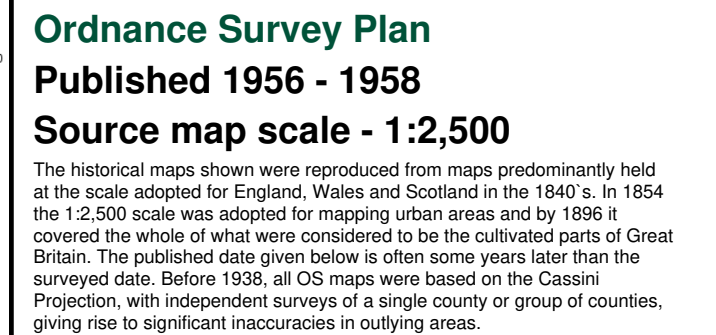 Ordnance Survey Plan
Published 1956 - 1958
Source map scale - 1:2,500
The historical maps shown were reproduced from maps predominantly held
at the scale adopted for England, Wales and Scotland in the 1840`s. In 1854
the 1:2,500 scale was adopted for mapping urban areas and by 1896 it
covered the whole of what were considered to be the cultivated parts of Great
Britain. The published date given below is often some years later than the
surveyed date. Before 1938, all OS maps were based on the Cassini
Projection, with independent surveys of a single county or group of counties,
giving rise to significant inaccuracies in outlying areas.